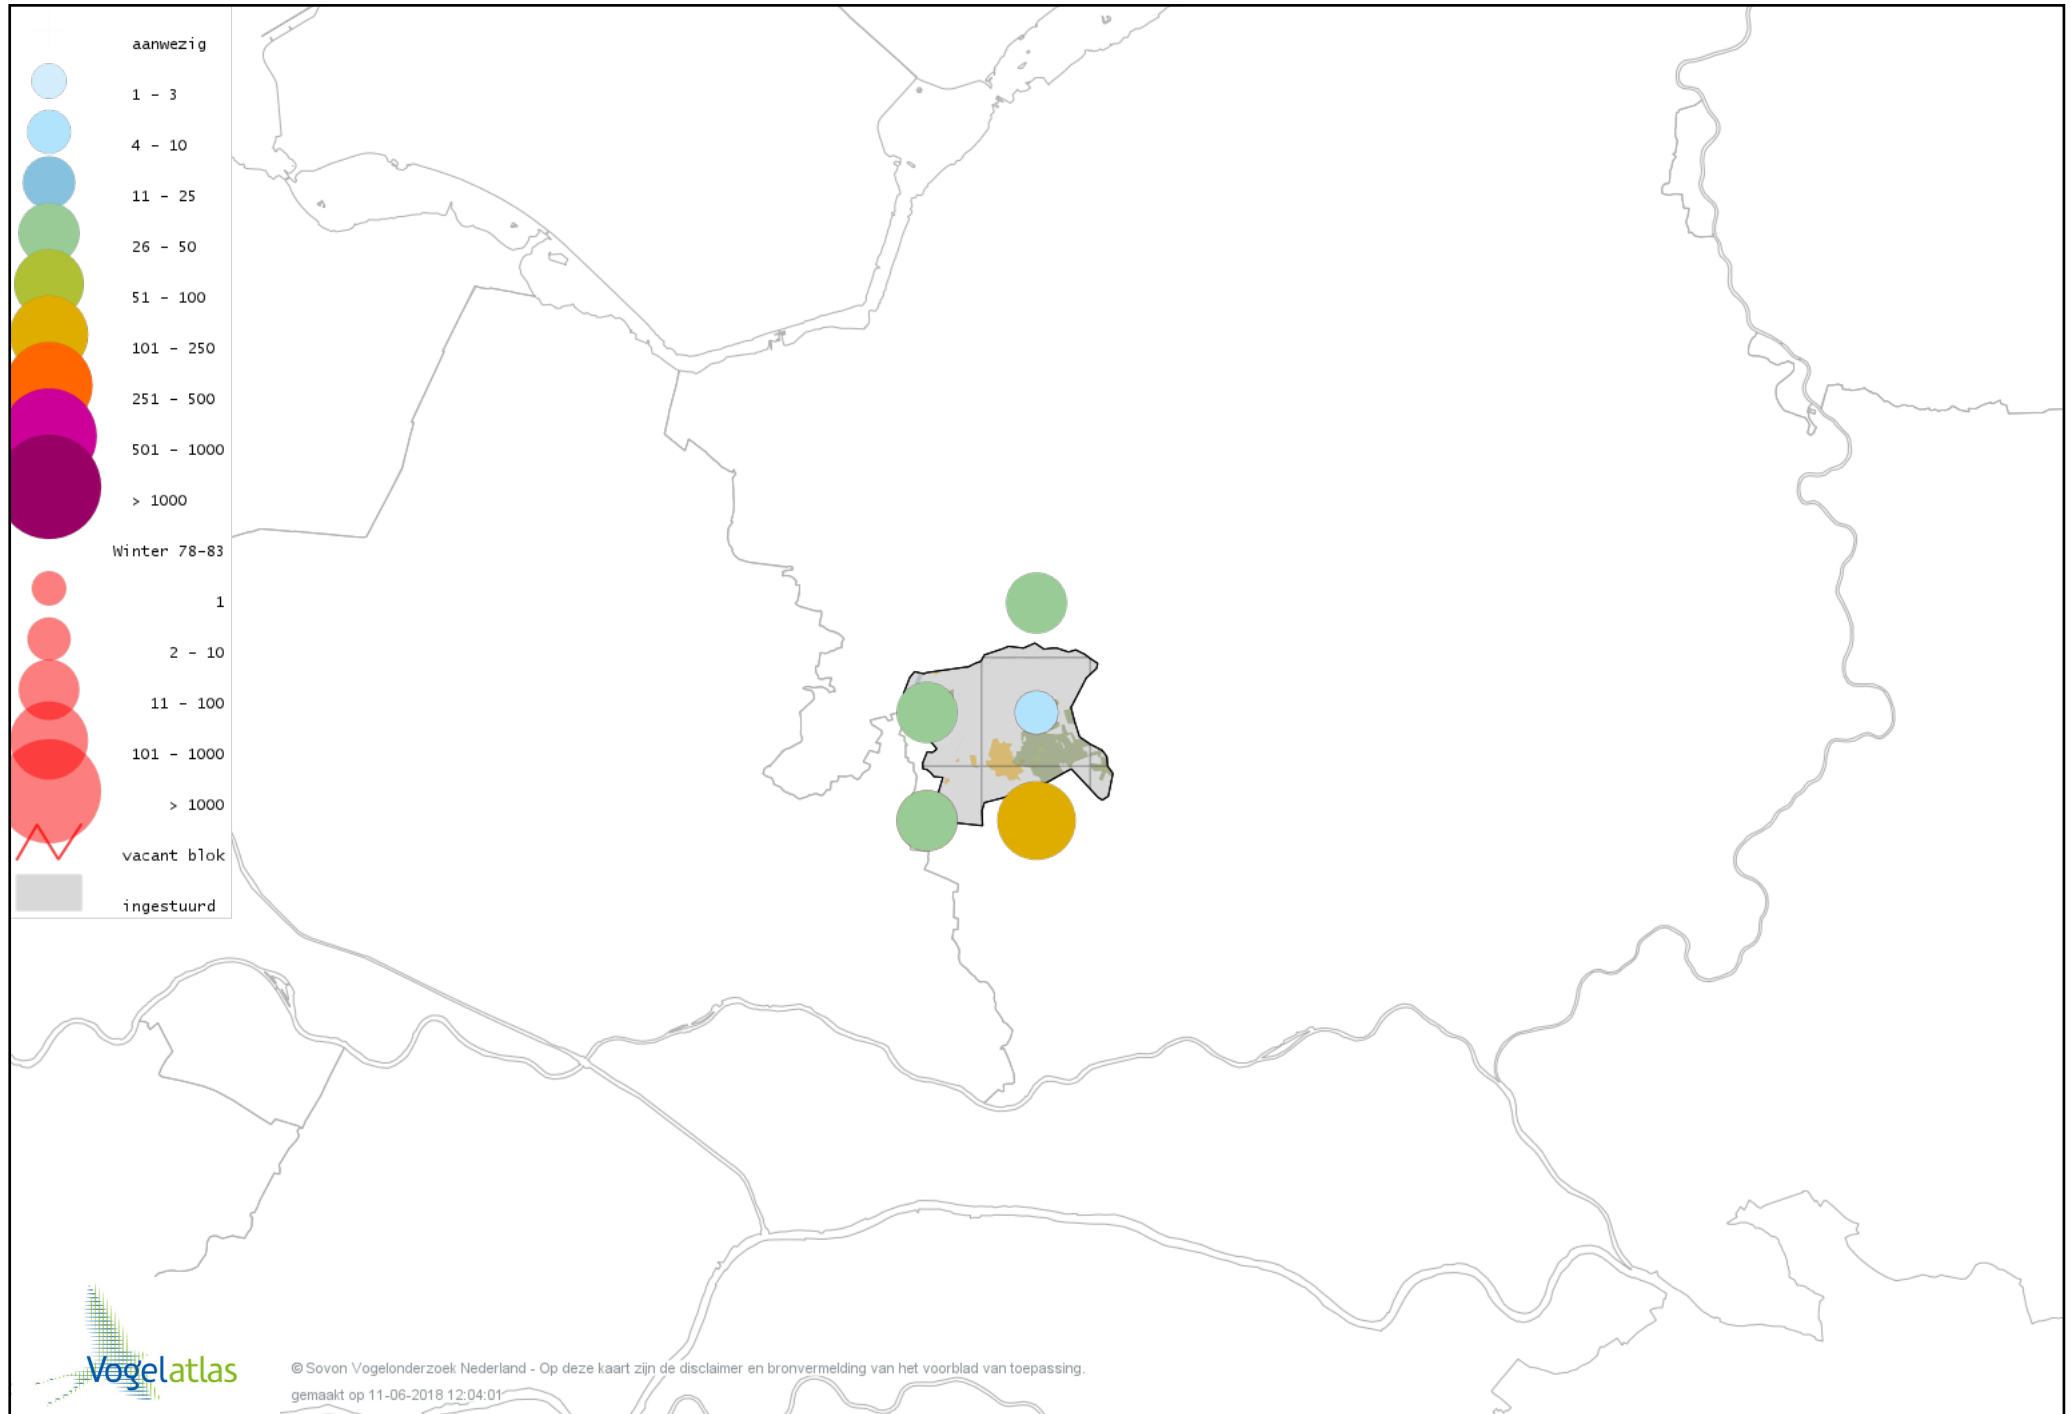 aanwezig
1 - 3
4 - 10
11 - 25
26 - 50
51 - 100
101 - 250
251 - 500
501 - 1000
> 1000
Winter 78-83
1
2 - 10
11 - 100
101 - 1000
> 1000
vacant blok
ingestuurd
Vogelatlas
© Sovon Vogelonderzoek Nederland - Op deze kaart zijn de disclaimer en bronvermelding van het voorblad van toepassing.
gemaakt op 11-06-2018 12:04:01